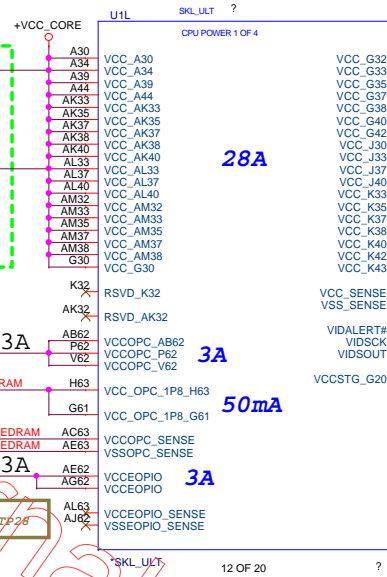 U1L SKL_ULT ?
+VCC_CORE
CPU POWER 1 OF 4
A30 VCC_A30 VCC_G32
A34 VCC_A34 VCC_G33
A39 VCC_A39 VCC_G35
A44 VCC_A44 VCC_G37
AK33 VCC_AK33 VCC_G38
AK35 VCC_AK35 VCC_G40
AK37 VCC_AK37 VCC_G42
AK38 VCC_AK38 VCC_J30
AK40 VCC_AK40 VCC_J33
28A
AL33 VCC_AL33 VCC_J37
AL37 VCC_AL37 VCC_J40
AL40 VCC_AL40 VCC_K33
AM32 VCC_AM32 VCC_K35
AM33 VCC_AM33 VCC_K37
AM35 VCC_AM35 VCC_K38
AM37 VCC_AM37 VCC_K40
AM38 VCC_AM38 VCC_K42
G30 VCC_G30 VCC_K43
K32 RSVD_K32 VCC_SENSE
VSS_SENSE
AK32 RSVD_AK32
VIDALERT#
AB62 VCCOPC_AB62 VIDSCK
3A P62 VCCOPC_P62 3A VIDSOUT
V62 VCCOPC_V62
VCCSTG_G20
RAM H63 VCC_OPC_1P8_H63
50mA
G61 VCC_OPC_1P8_G61
EDRAM AC63 VCCOPC_SENSE
EDRAM AE63 VSSOPC_SENSE
3A AE62 VCCEOPIO 3A
AG62 VCCEOPIO
AL63 VCCEOPIO_SENSE
TP28 AJ62 VSSEOPIO_SENSE
*SKL_ULT 12 OF 20 ?